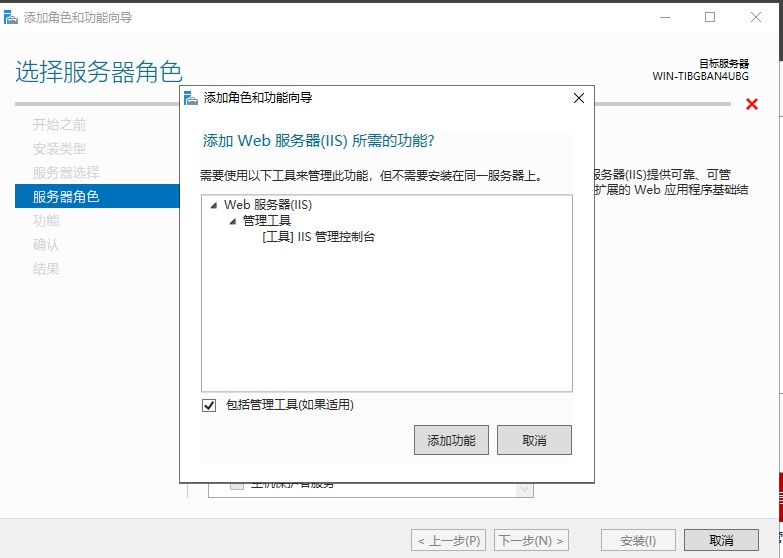 添加角色和功能向导
选择服务器角色
目标服务器
WIN-TIBGBAN4UBG
开始之前
安装类型
服务器选择
服务器角色
功能
确认
结果
添加角色和功能向导
添加 Web 服务器(IIS) 所需的功能?
需要使用以下工具来管理此功能，但不需要安装在同一服务器上。
Web 服务器(IIS)
管理工具
[工具] IIS 管理控制台
包括管理工具(如果适用)
添加功能
取消
服务器(IIS)提供可靠、可管
扩展的 Web 应用程序基础结
< 上一步(P)
下一步(N) >
安装(I)
取消